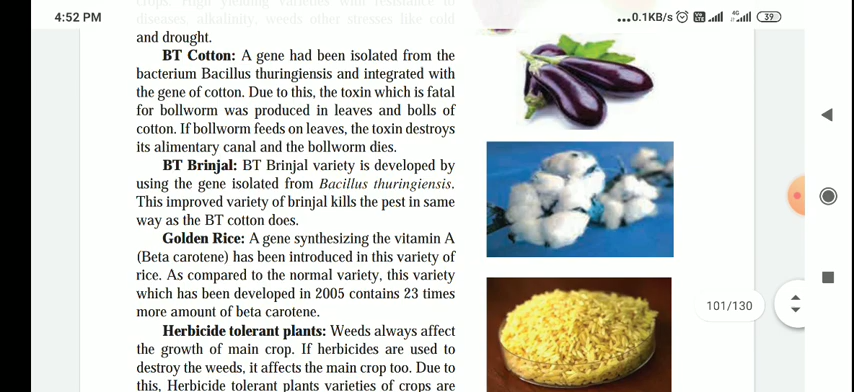 4:52 PM
...0.1KB/s
4G
39
crops. High yielding varieties with resistance to
diseases alkalinity, weeds other stresses like cold
and drought.
BT Cotton: A gene had been isolated from the
bacterium Bacillus thuringiensis and integrated with
the gene of cotton. Due to this, the toxin which is fatal
for bollworm was produced in leaves and bolls of
cotton. If bollworm feeds on leaves, the toxin destroys
its alimentary canal and the bollworm dies.
BT Brinjal: BT Brinjal variety is developed by
using the gene isolated from Bacillus thuringiensis.
This improved variety of brinjal kills the pest in same
way as the BT cotton does.
Golden Rice: A gene synthesizing the vitamin A
(Beta carotene) has been introduced in this variety of
rice. As compared to the normal variety, this variety
which has been developed in 2005 contains 23 times
more amount of beta carotene.
Herbicide tolerant plants: Weeds always affect
the growth of main crop. If herbicides are used to
destroy the weeds, it affects the main crop too. Due to
this, Herbicide tolerant plants varieties of crops are
101/130